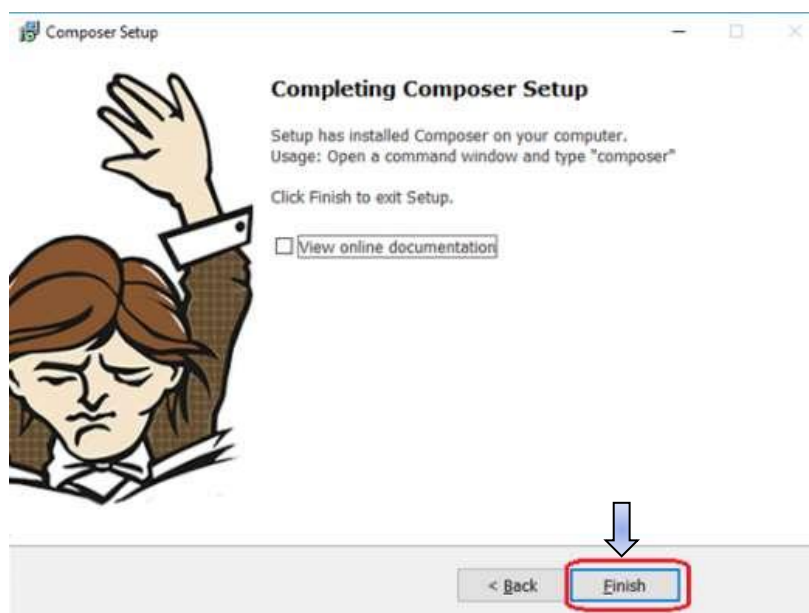 Composer Setup
Completing Composer Setup
Setup has installed Composer on your computer.
Usage: Open a command window and type "composer"
Click Finish to exit Setup.
View online documentation
< Back
Finish